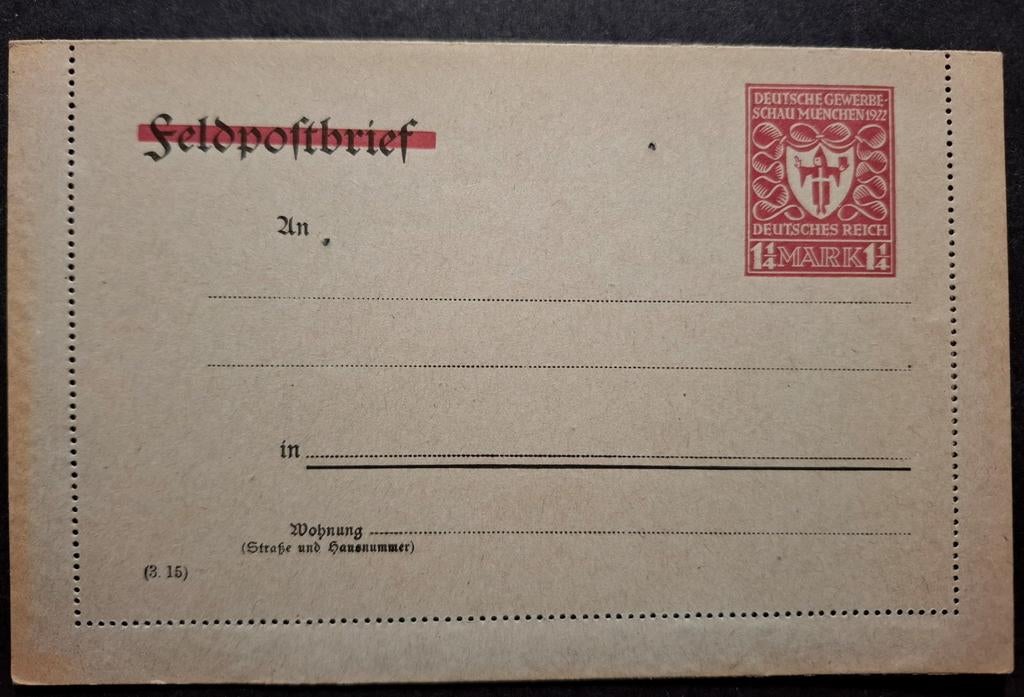 Feldpostbrief
DEUTSCHE GEWERBE-
SCHAU MUENCHEN 1922
DEUTSCHES REICH
1¼ MARK 1¼
An
in
Wohnung
(Straße und Hausnummer)
(3. 15)